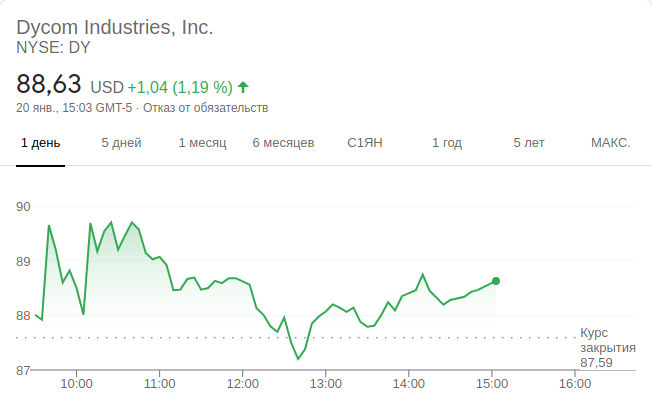 Dycom Industries, Inc.
NYSE: DY
88,63 USD +1,04 (1,19 %)
20 янв., 15:03 GMT-5 · Отказ от обязательств
1 день 5 дней 1 месяц 6 месяцев С1ЯН 1 год 5 лет МАКС.
90
89
88
Курс
закрытия
87,59
87
10:00 11:00 12:00 13:00 14:00 15:00 16:00